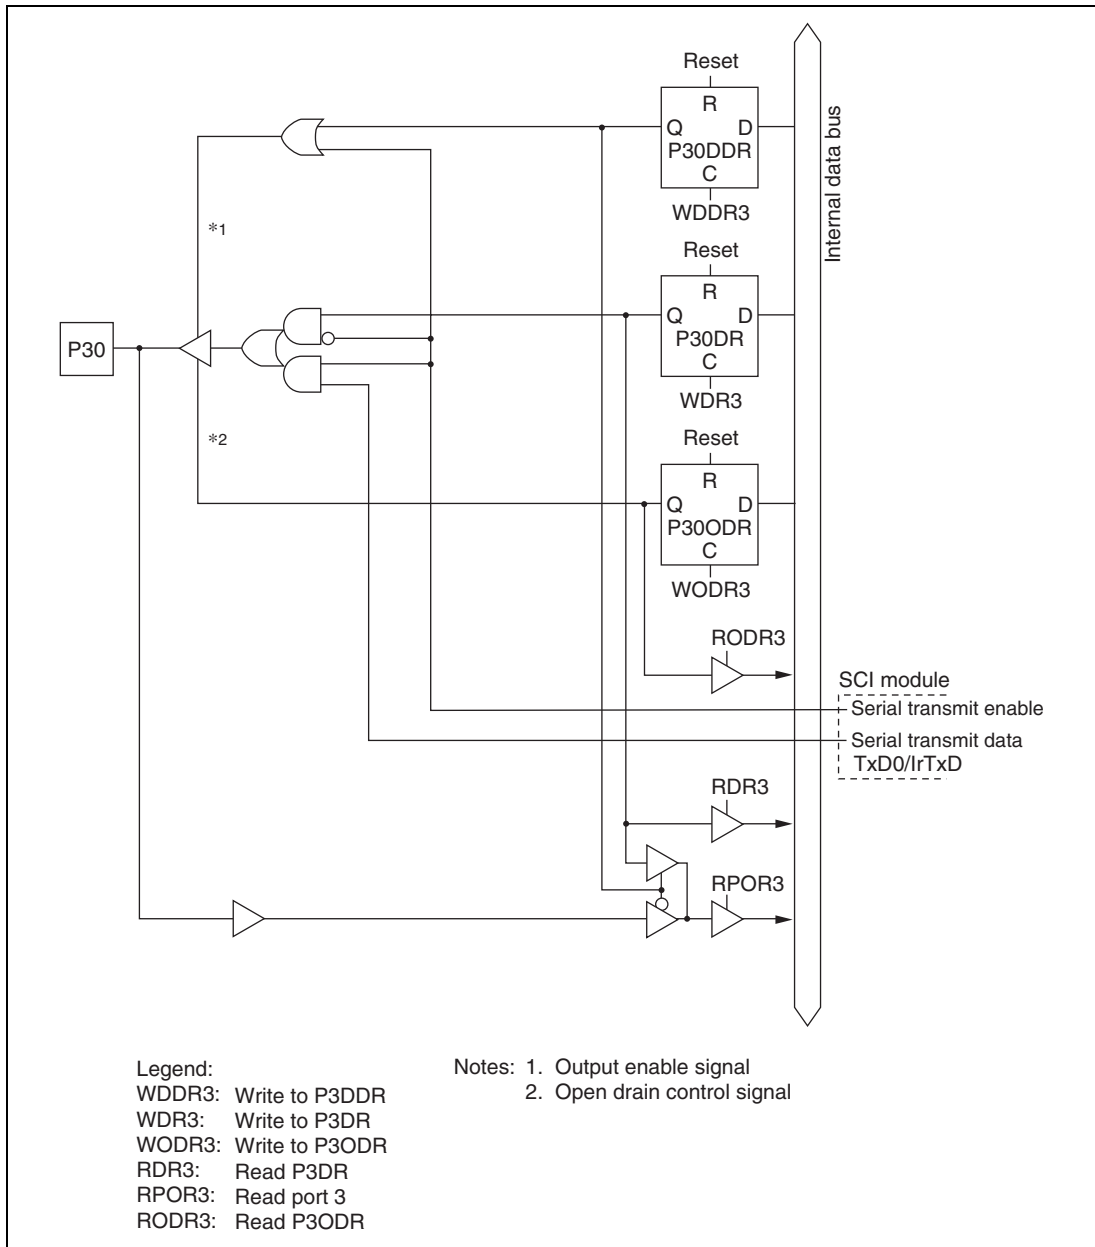 Reset
R
Q D
P30DDR
C
WDDR3
Internal data bus
*1
Reset
R
Q D
P30DR
C
WDR3
P30
*2
Reset
R
Q D
P30ODR
C
WODR3
RODR3
SCI module
Serial transmit enable
Serial transmit data
TxD0/IrTxD
RDR3
RPOR3
Legend:
WDDR3: Write to P3DDR
WDR3: Write to P3DR
WODR3: Write to P3ODR
RDR3: Read P3DR
RPOR3: Read port 3
RODR3: Read P3ODR
Notes: 1. Output enable signal
2. Open drain control signal